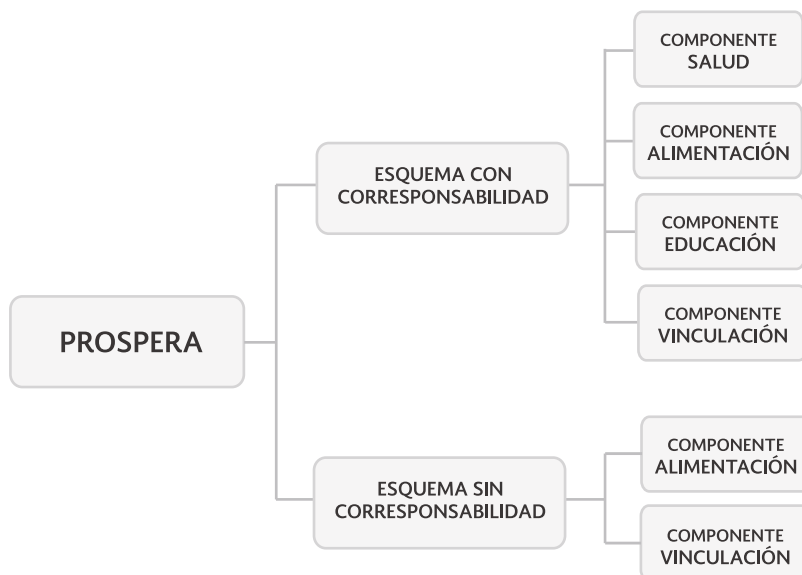 COMPONENTE
SALUD
COMPONENTE
ALIMENTACIÓN
ESQUEMA CON
CORRESPONSABILIDAD
COMPONENTE
EDUCACIÓN
COMPONENTE
VINCULACIÓN
PROSPERA
COMPONENTE
ALIMENTACIÓN
ESQUEMA SIN
CORRESPONSABILIDAD
COMPONENTE
VINCULACIÓN